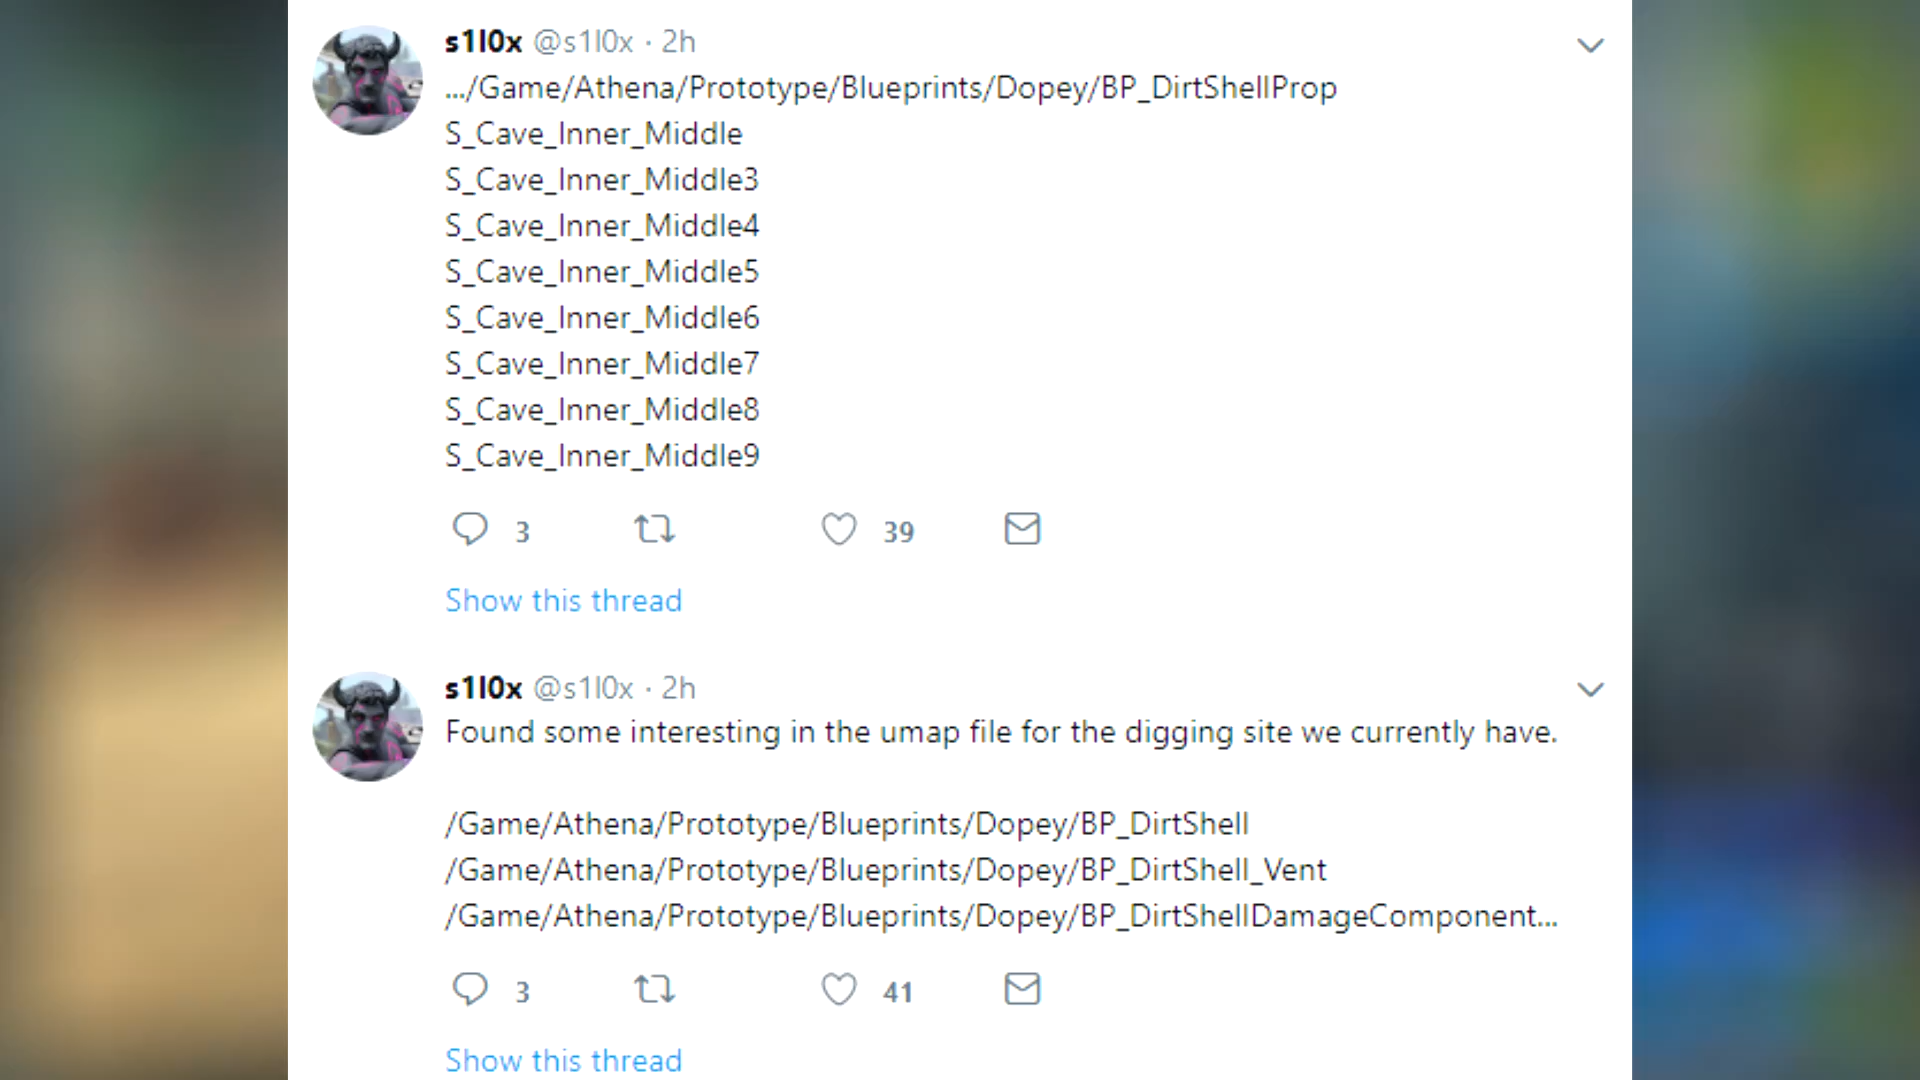 s1l0x @s1l0x · 2h
.../Game/Athena/Prototype/Blueprints/Dopey/BP_DirtShellProp
S_Cave_Inner_Middle
S_Cave_Inner_Middle3
S_Cave_Inner_Middle4
S_Cave_Inner_Middle5
S_Cave_Inner_Middle6
S_Cave_Inner_Middle7
S_Cave_Inner_Middle8
S_Cave_Inner_Middle9
3 39
Show this thread
s1l0x @s1l0x · 2h
Found some interesting in the umap file for the digging site we currently have.
/Game/Athena/Prototype/Blueprints/Dopey/BP_DirtShell
/Game/Athena/Prototype/Blueprints/Dopey/BP_DirtShell_Vent
/Game/Athena/Prototype/Blueprints/Dopey/BP_DirtShellDamageComponent...
3 41
Show this thread